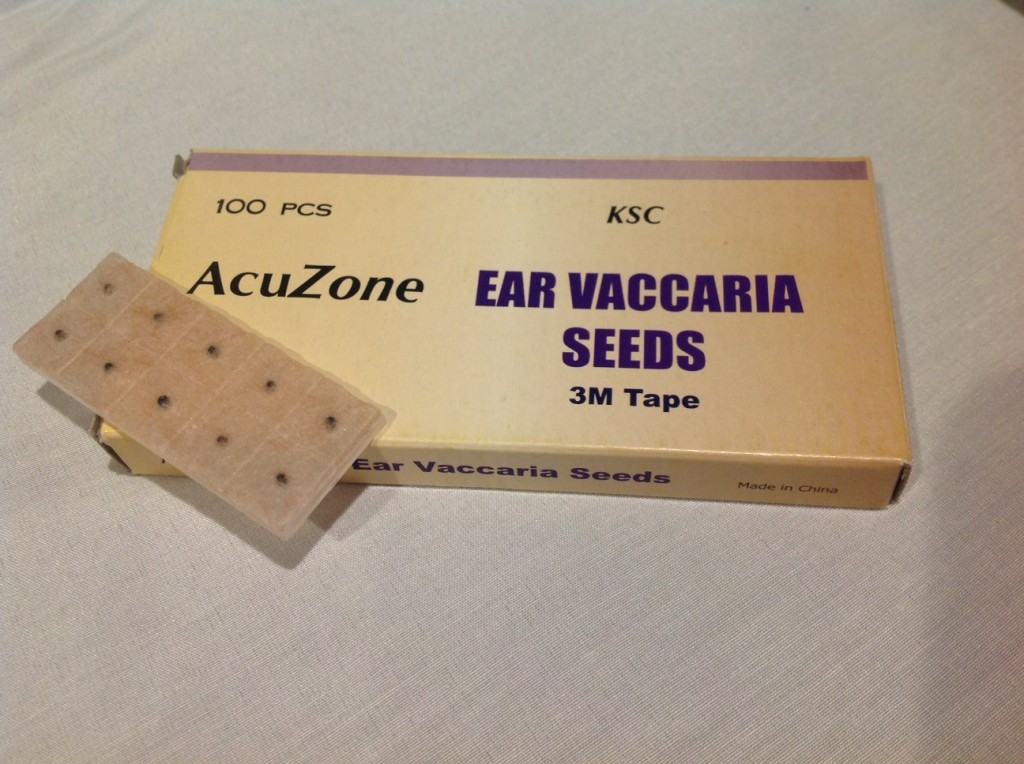 100 PCS
KSC
AcuZone
EAR VACCARIA
SEEDS
3M Tape
Ear Vaccaria Seeds
Made in China